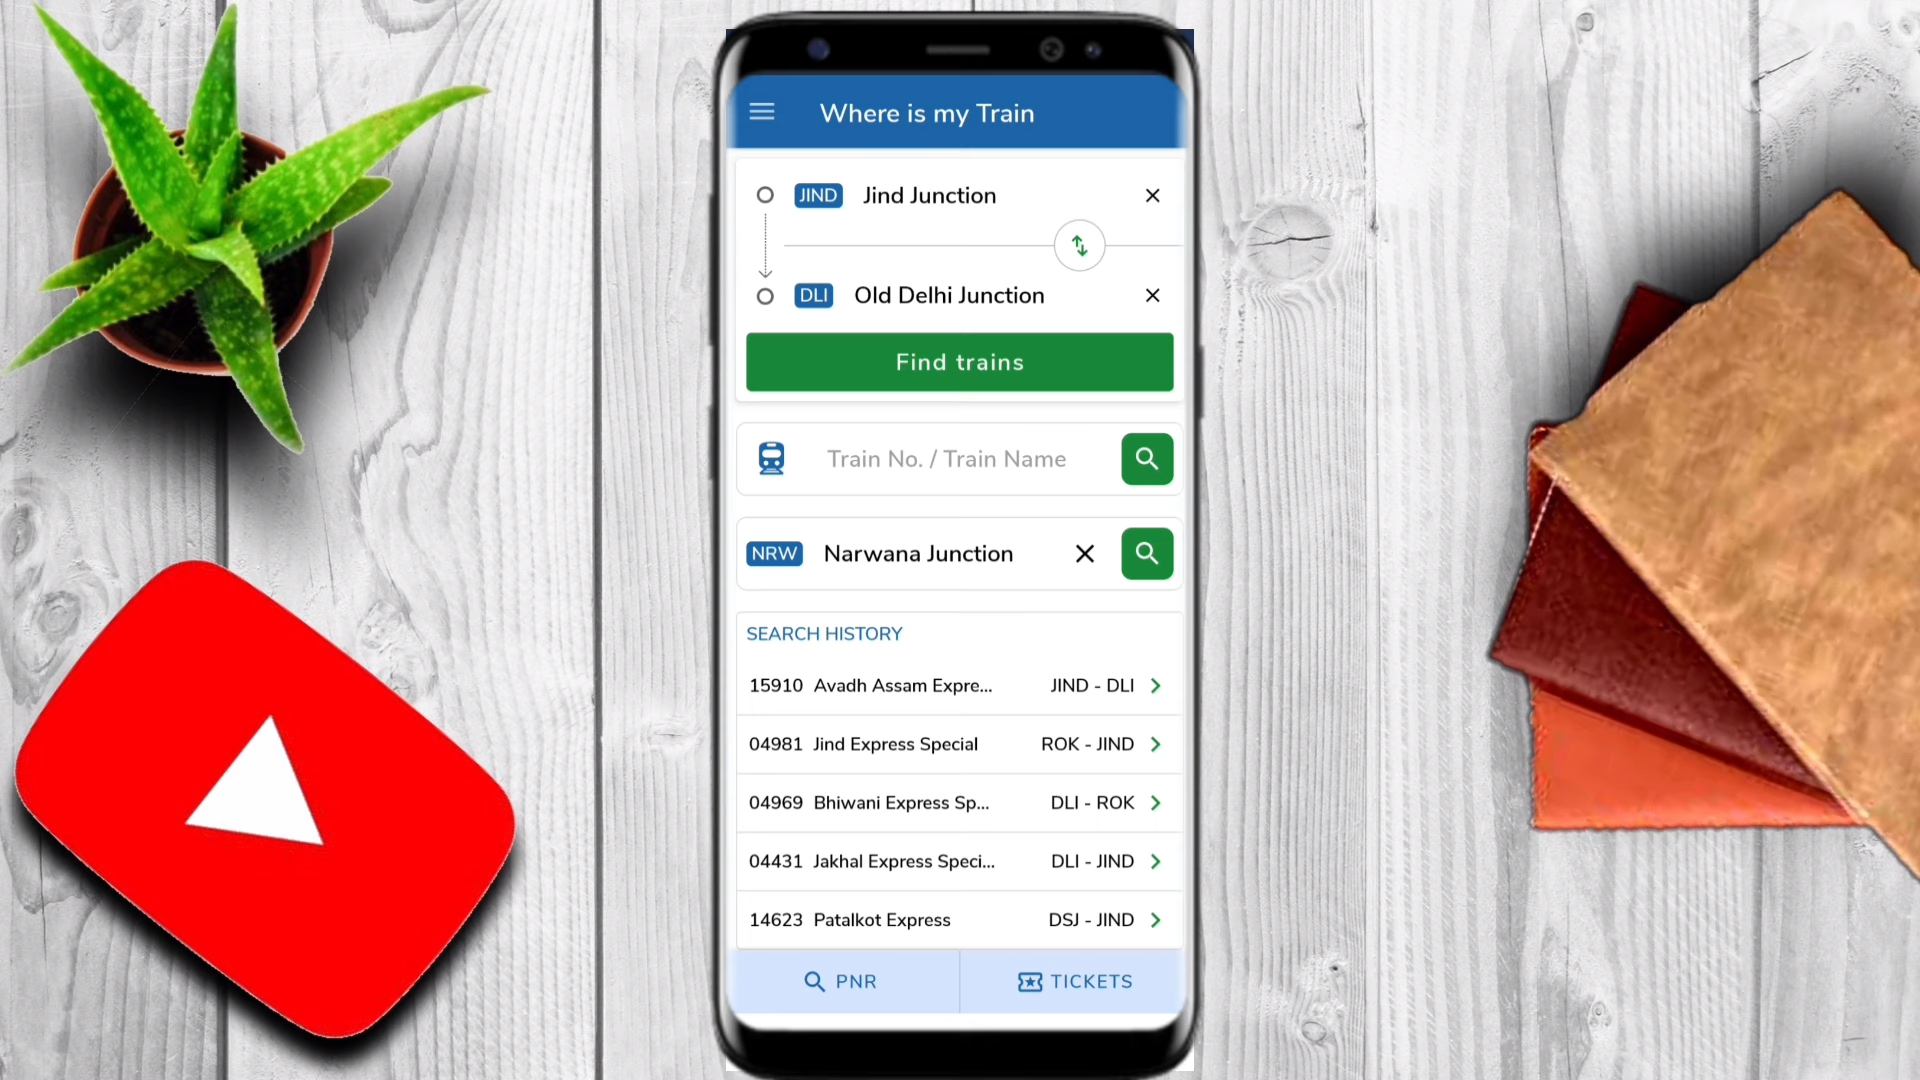 Where is my Train
JIND Jind Junction
DLI Old Delhi Junction
Find trains
Train No. / Train Name
NRW Narwana Junction
SEARCH HISTORY
15910 Avadh Assam Expre... JIND - DLI
04981 Jind Express Special ROK - JIND
04969 Bhiwani Express Sp... DLI - ROK
04431 Jakhal Express Speci... DLI - JIND
14623 Patalkot Express DSJ - JIND
PNR TICKETS